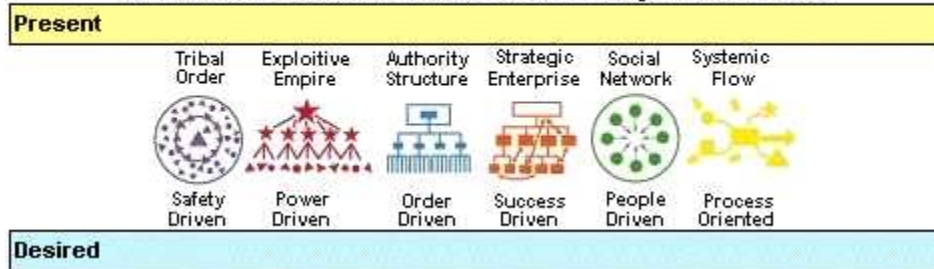 Present
Tribal Order
Exploitive Empire
Authority Structure
Strategic Enterprise
Social Network
Systemic Flow
Safety Driven
Power Driven
Order Driven
Success Driven
People Driven
Process Oriented
Desired